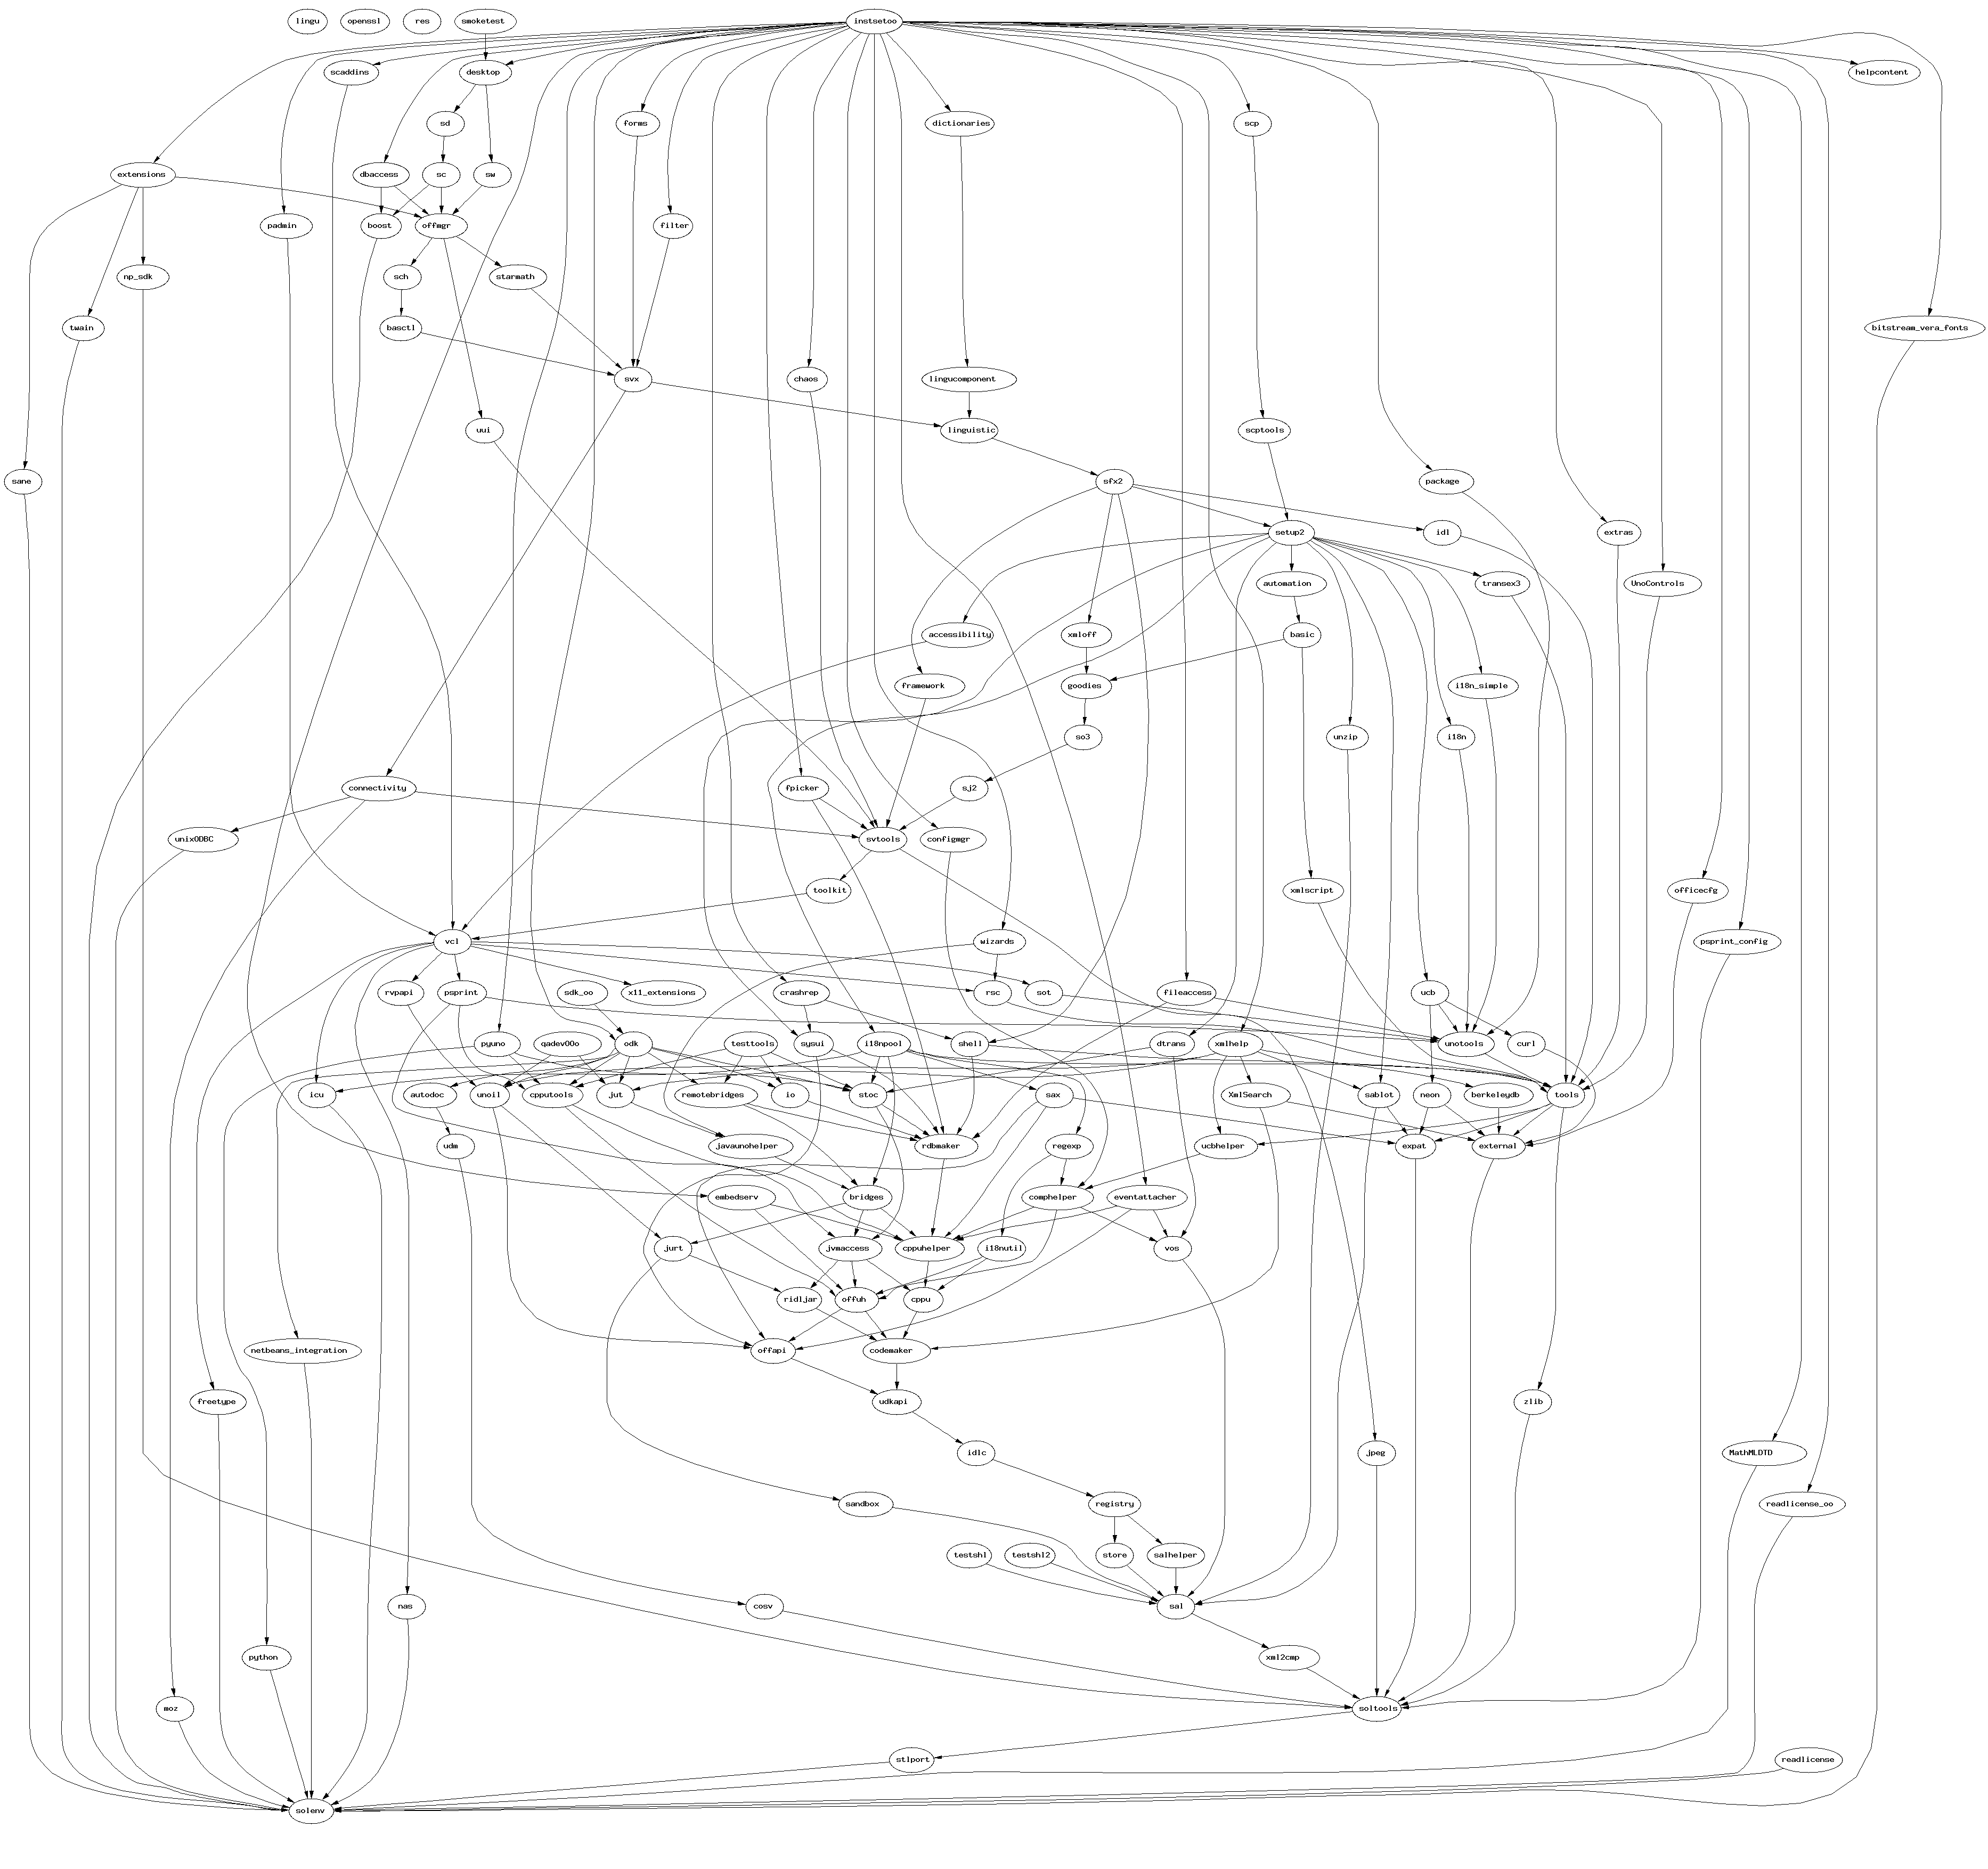 lingu
openssl
res
smoketest
instsetoo
scaddins
desktop
helpcontent
sd
forms
dictionaries
scp
extensions
dbaccess
sc
sw
padmin
boost
offmgr
filter
np_sdk
sch
starmath
twain
basctl
bitstream_vera_fonts
svx
chaos
lingucomponent
uui
linguistic
scptools
sane
sfx2
package
setup2
idl
extras
automation
transex3
UnoControls
accessibility
xmloff
basic
framework
goodies
i18n_simple
so3
unzip
i18n
connectivity
fpicker
sj2
unixODBC
svtools
configmgr
toolkit
xmlscript
officecfg
vcl
wizards
psprint_config
rvpapi
psprint
sdk_oo
x11_extensions
crashrep
rsc
sot
fileaccess
ucb
pyuno
qadevOOo
odk
testtools
sysui
i18npool
shell
dtrans
xmlhelp
unotools
curl
icu
autodoc
unoil
cpputools
jut
remotebridges
io
stoc
sax
XmlSearch
sablot
neon
berkeleydb
tools
udm
javaunohelper
rdbmaker
regexp
ucbhelper
expat
external
embedserv
bridges
comphelper
eventattacher
jurt
jvmaccess
cppuhelper
i18nutil
vos
ridljar
offuh
cppu
netbeans_integration
offapi
codemaker
freetype
udkapi
zlib
idlc
jpeg
MathMLDTD
sandbox
registry
readlicense_oo
testshl
testshl2
store
salhelper
nas
cosv
sal
python
xml2cmp
moz
soltools
stlport
readlicense
solenv